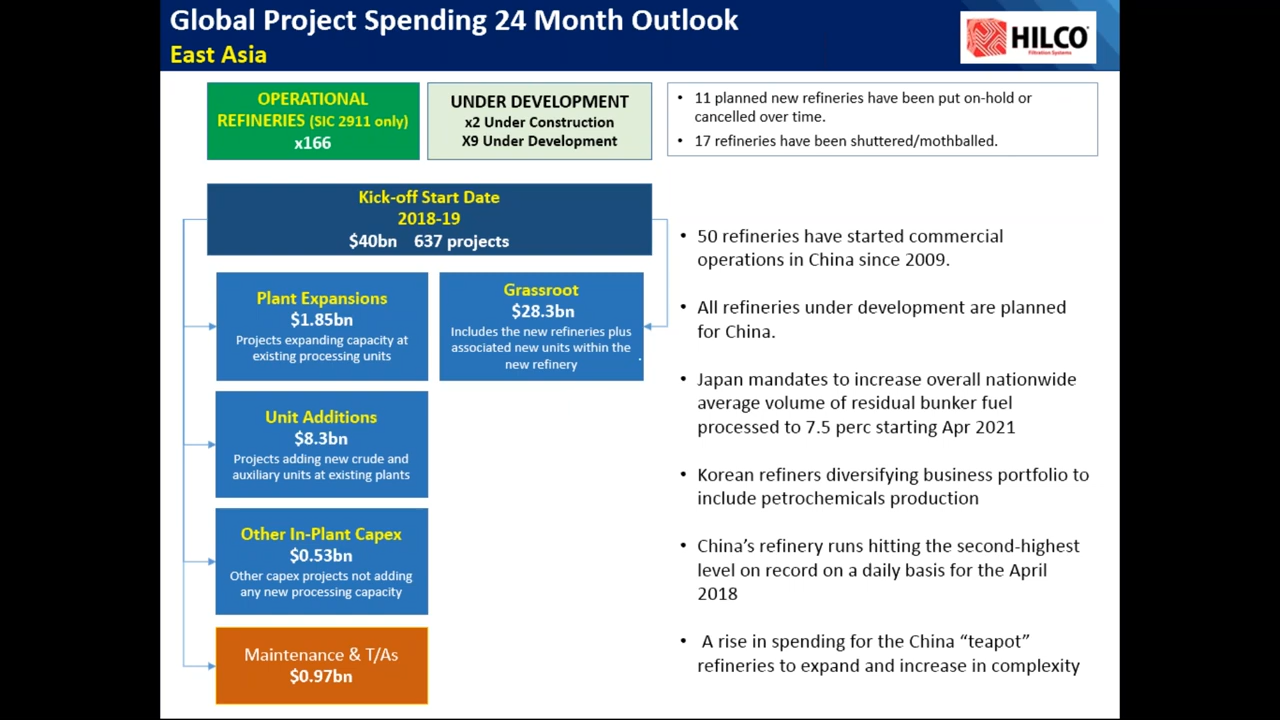 Global Project Spending 24 Month Outlook
East Asia
HILCO
Filtration Systems
OPERATIONAL
REFINERIES (SIC 2911 only)
x166
UNDER DEVELOPMENT
x2 Under Construction
X9 Under Development
• 11 planned new refineries have been put on-hold or
cancelled over time.
• 17 refineries have been shuttered/mothballed.
Kick-off Start Date
2018-19
$40bn 637 projects
Plant Expansions
$1.85bn
Projects expanding capacity at
existing processing units
Grassroot
$28.3bn
Includes the new refineries plus
associated new units within the
new refinery
Unit Additions
$8.3bn
Projects adding new crude and
auxiliary units at existing plants
Other In-Plant Capex
$0.53bn
Other capex projects not adding
any new processing capacity
Maintenance & T/As
$0.97bn
• 50 refineries have started commercial
operations in China since 2009.
• All refineries under development are planned
for China.
• Japan mandates to increase overall nationwide
average volume of residual bunker fuel
processed to 7.5 perc starting Apr 2021
• Korean refiners diversifying business portfolio to
include petrochemicals production
• China’s refinery runs hitting the second-highest
level on record on a daily basis for the April
2018
• A rise in spending for the China “teapot”
refineries to expand and increase in complexity